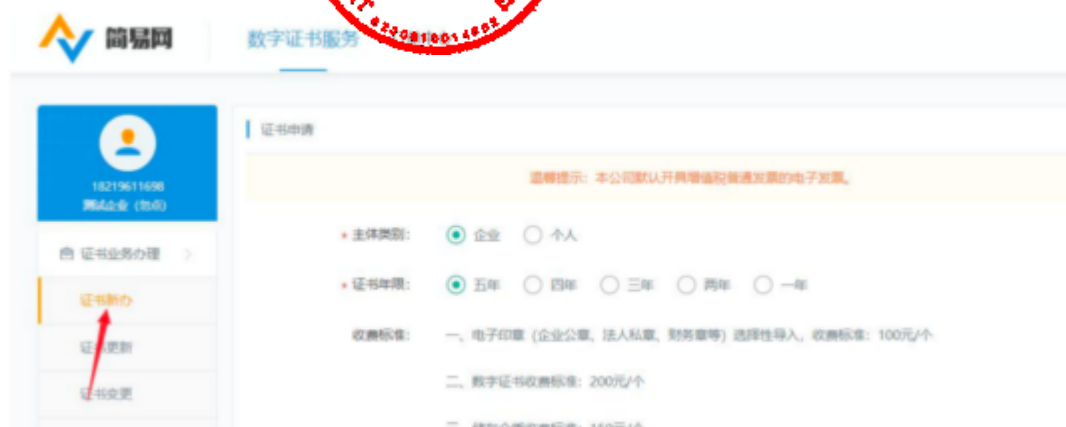 简易网
数字证书服务
证书申请
温馨提示：本公司默认开具增值税普通发票的电子发票。
18219611698
测试企业（勿点）
* 主体类别： 企业 个人
证书业务办理 >
* 证书年限： 五年 四年 三年 两年 一年
证书新办
收费标准： 一、电子印章（企业公章、法人私章、财务章等）选择性导入，收费标准：100元/个
证书更新
二、数字证书收费标准：200元/个
证书变更